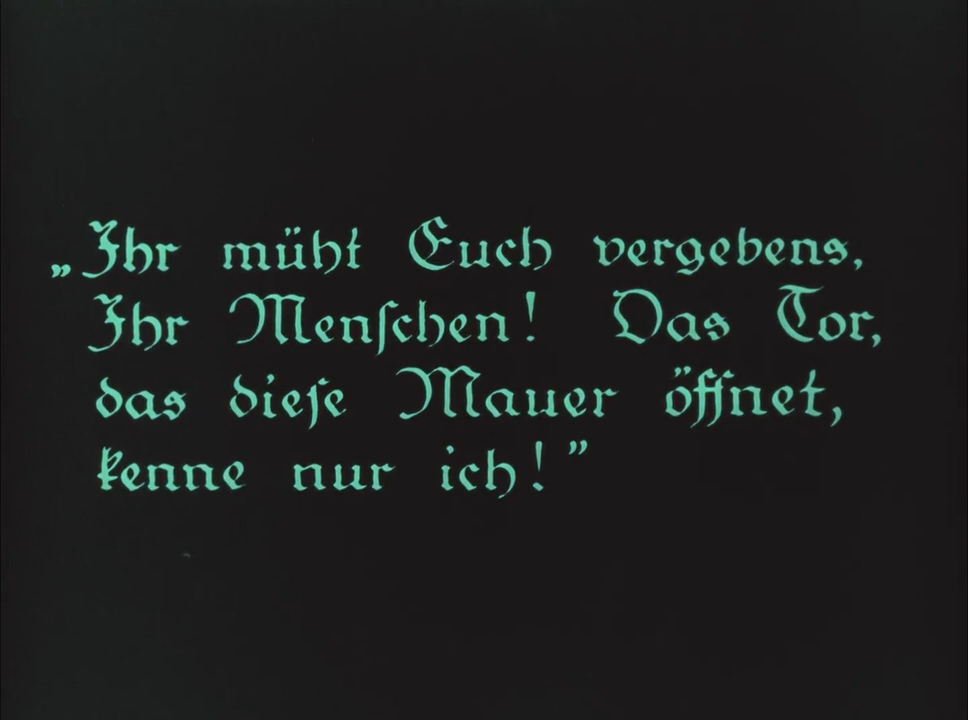 „Ihr müht Euch vergebens,
Ihr Menſchen! Das Tor,
das dieſe Mauer öffnet,
kenne nur ich!”